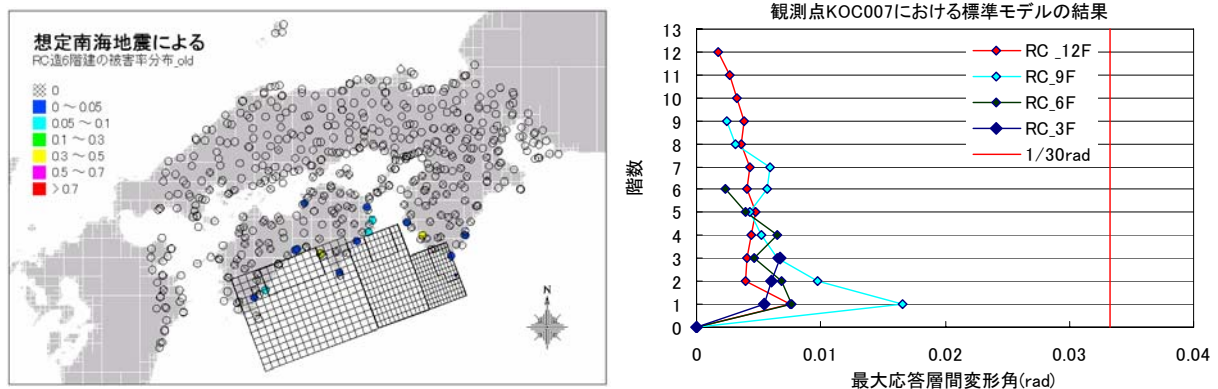 想定南海地震による
RC造6階建の被害率分布_old
0
0 ～ 0.05
0.05 ～ 0.1
0.1 ～ 0.3
0.3 ～ 0.5
0.5 ～ 0.7
> 0.7
N
観測点KOC007における標準モデルの結果
13
12
11
10
9
8
7
6
5
4
3
2
1
0
階数
RC _12F
RC_9F
RC_6F
RC_3F
1/30rad
0
0.01
0.02
0.03
0.04
最大応答層間変形角(rad)